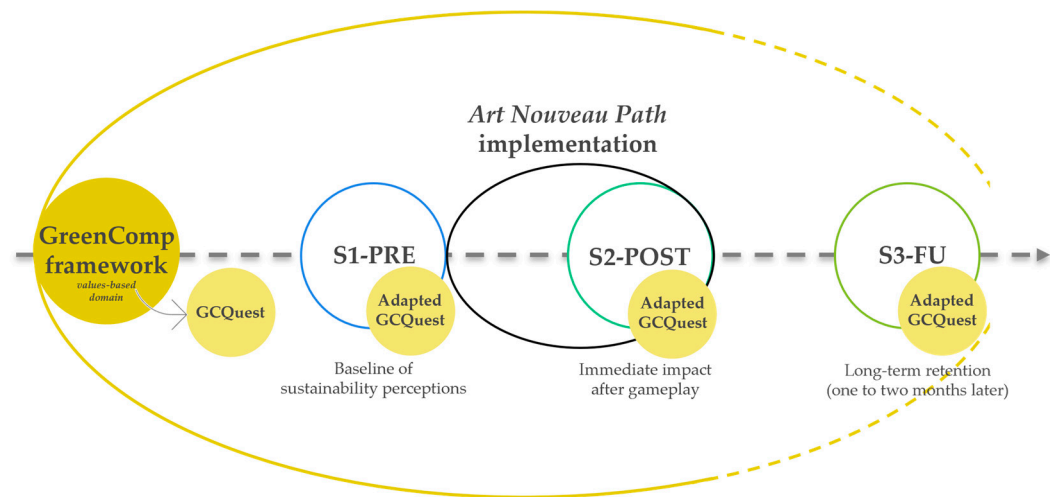 Art Nouveau Path
implementation
GreenComp
framework
values-based
domain
GCQuest
S1-PRE
Adapted
GCQuest
Baseline of
sustainability perceptions
S2-POST
Adapted
GCQuest
Immediate impact
after gameplay
S3-FU
Adapted
GCQuest
Long-term retention
(one to two months later)